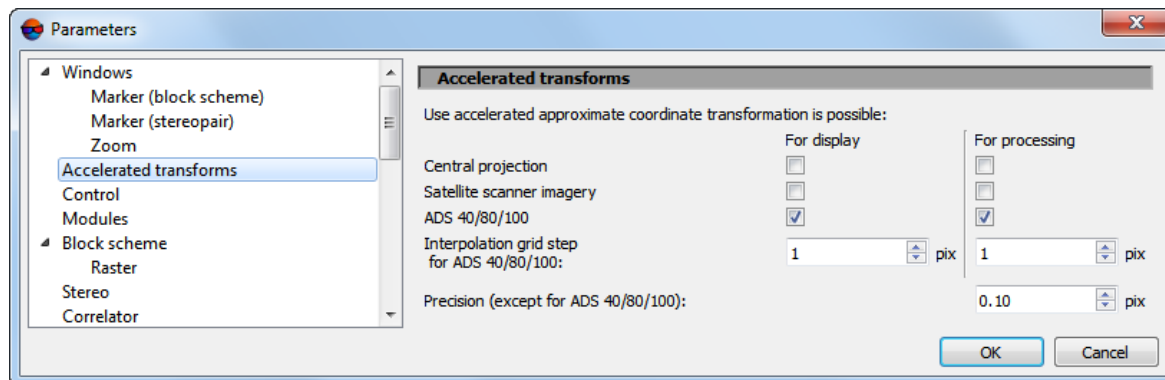 Parameters
Windows
Marker (block scheme)
Marker (stereopair)
Zoom
Accelerated transforms
Control
Modules
Block scheme
Raster
Stereo
Correlator
Accelerated transforms
Use accelerated approximate coordinate transformation is possible:
For display For processing
Central projection
Satellite scanner imagery
ADS 40/80/100
Interpolation grid step
for ADS 40/80/100: 1 pix 1 pix
Precision (except for ADS 40/80/100): 0.10 pix
OK Cancel